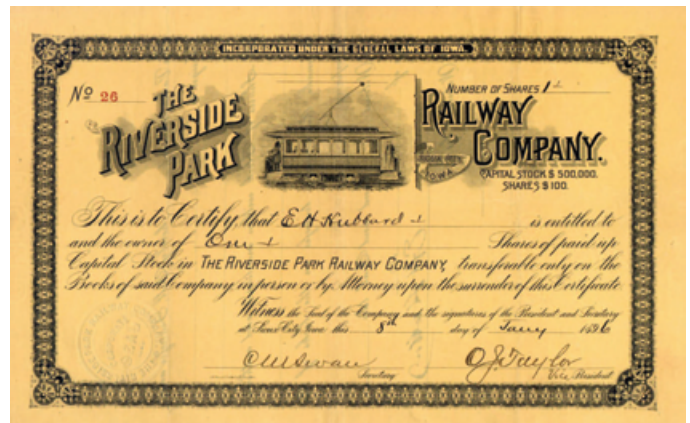 INCORPORATED UNDER THE GENERAL LAWS OF IOWA.
No 26
NUMBER OF SHARES 1
THE RIVERSIDE PARK
RAILWAY COMPANY.
SIOUX CITY, IOWA
CAPITAL STOCK $ 500,000.
SHARES $ 100.
This is to Certify, that E H Hubbard is entitled to
and the owner of One Shares of paid up
Capital Stock in THE RIVERSIDE PARK RAILWAY COMPANY, transferable only on the
Books of said Company in person or by Attorney upon the surrender of this Certificate
Witness the Seal of the Company and the signatures of the President and Secretary
at Sioux City Iowa this 8th day of Jany 1896
C M Swan O J Taylor
Secretary Vice President